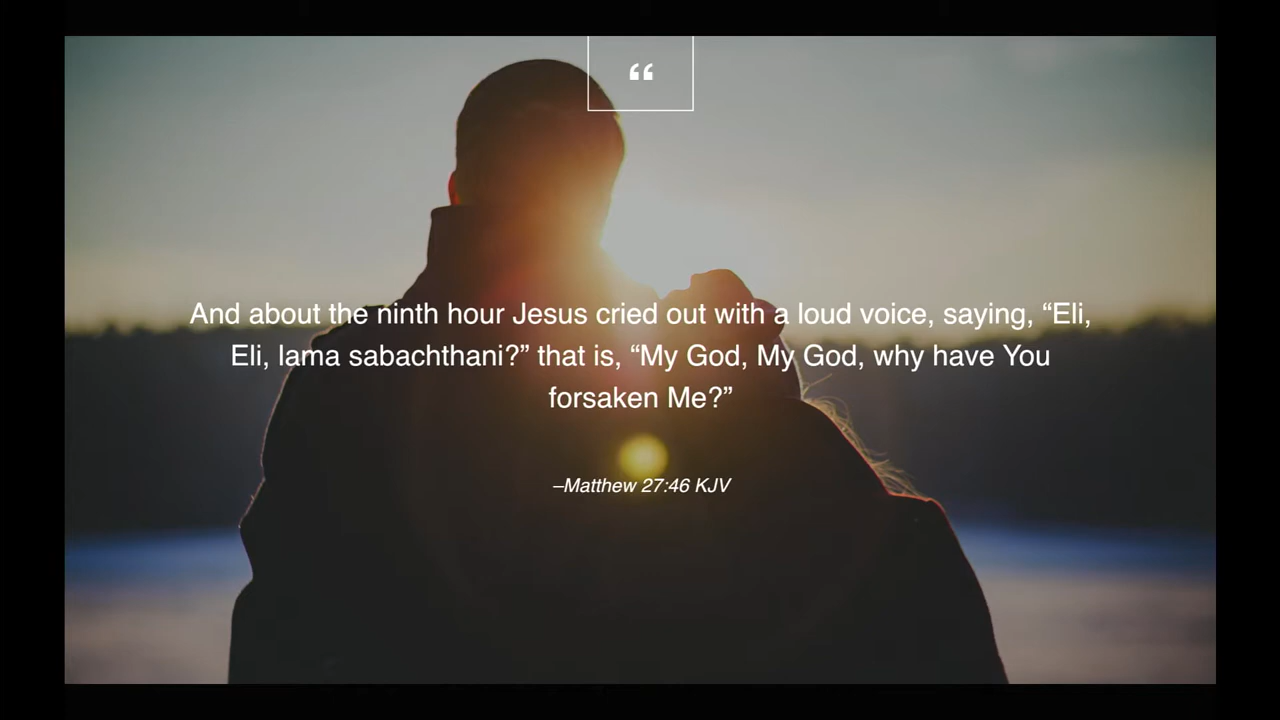 “
And about the ninth hour Jesus cried out with a loud voice, saying, “Eli,
Eli, lama sabachthani?” that is, “My God, My God, why have You
forsaken Me?”
–Matthew 27:46 KJV